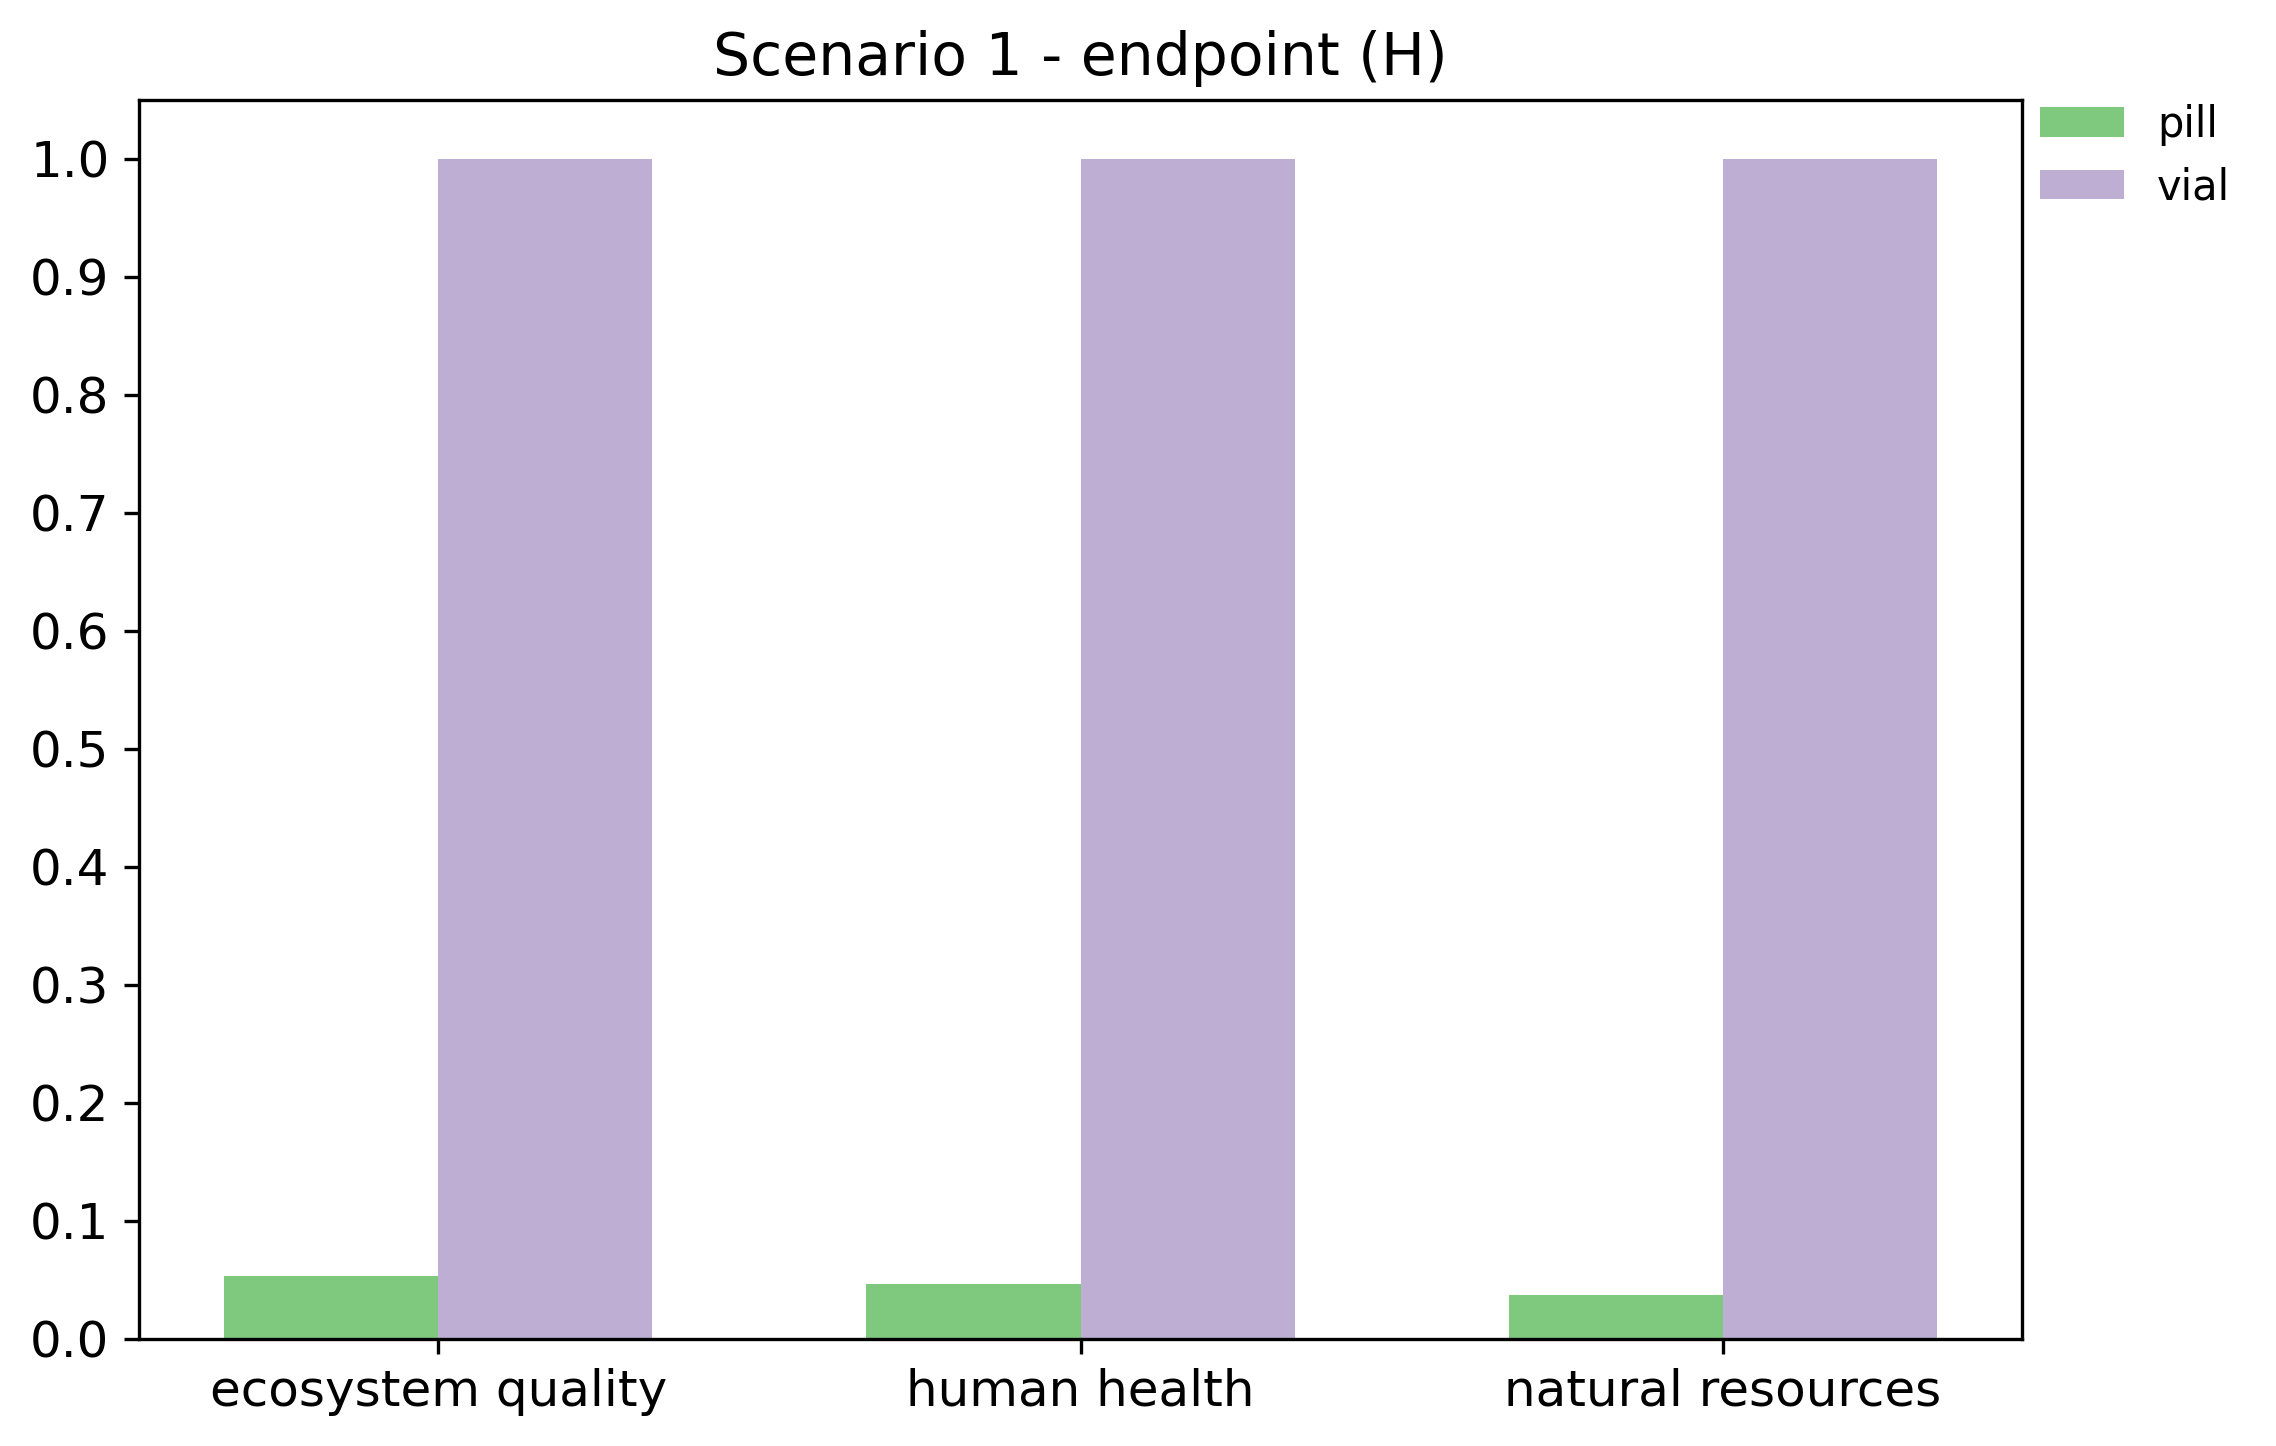 Scenario 1 - endpoint (H)
pill
vial
1.0
0.9
0.8
0.7
0.6
0.5
0.4
0.3
0.2
0.1
0.0
ecosystem quality
human health
natural resources